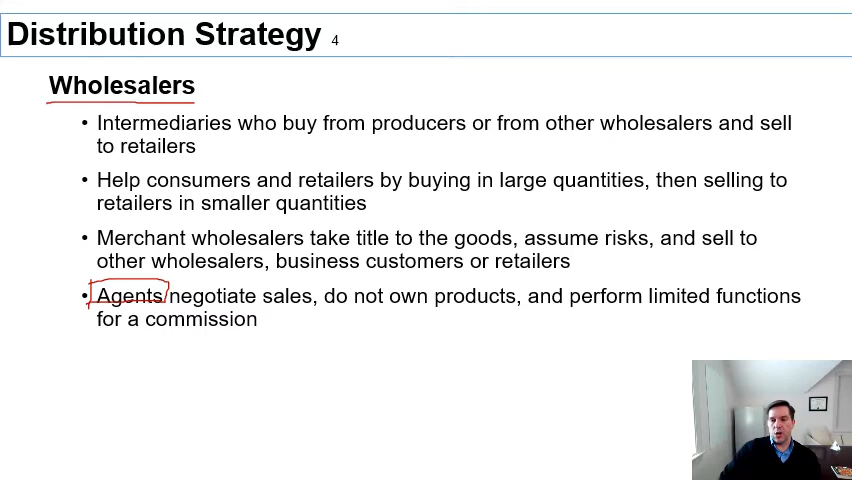 Distribution Strategy 4
Wholesalers
• Intermediaries who buy from producers or from other wholesalers and sell
to retailers
• Help consumers and retailers by buying in large quantities, then selling to
retailers in smaller quantities
• Merchant wholesalers take title to the goods, assume risks, and sell to
other wholesalers, business customers or retailers
• Agents negotiate sales, do not own products, and perform limited functions
for a commission